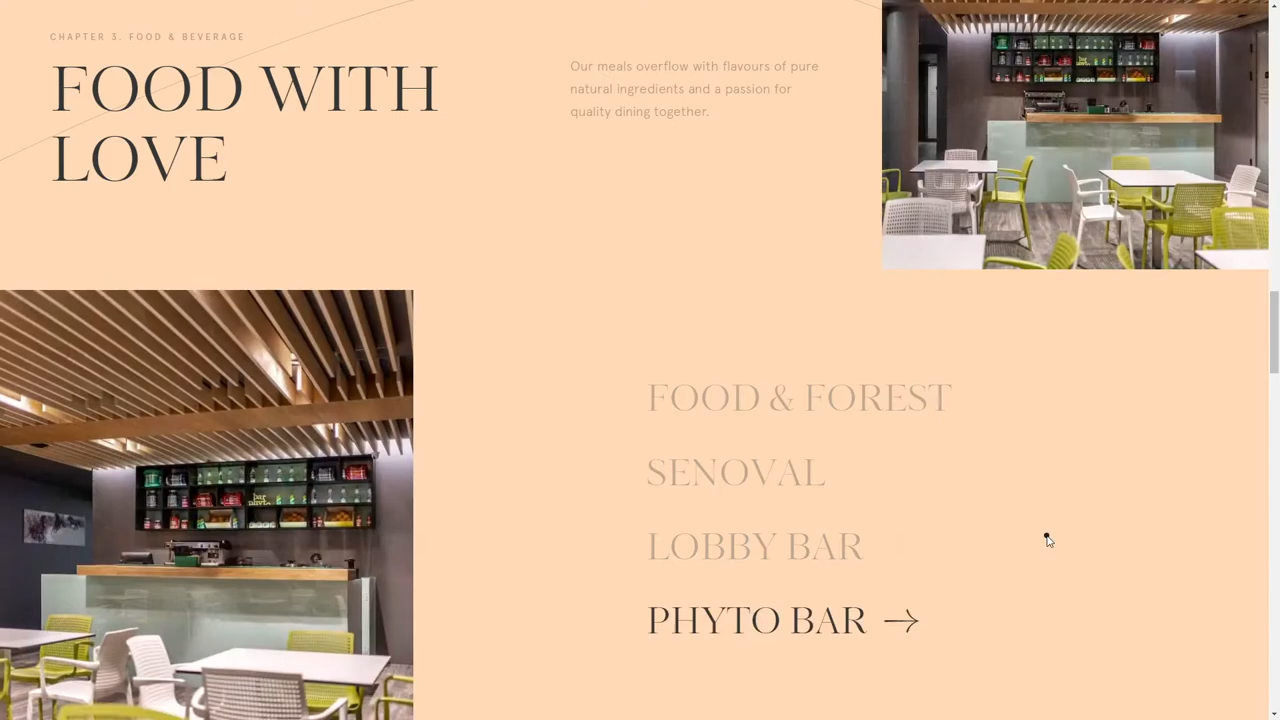 CHAPTER 3. FOOD & BEVERAGE
FOOD WITH
LOVE
Our meals overflow with flavours of pure
natural ingredients and a passion for
quality dining together.
FOOD & FOREST
SENOVAL
LOBBY BAR
PHYTO BAR →